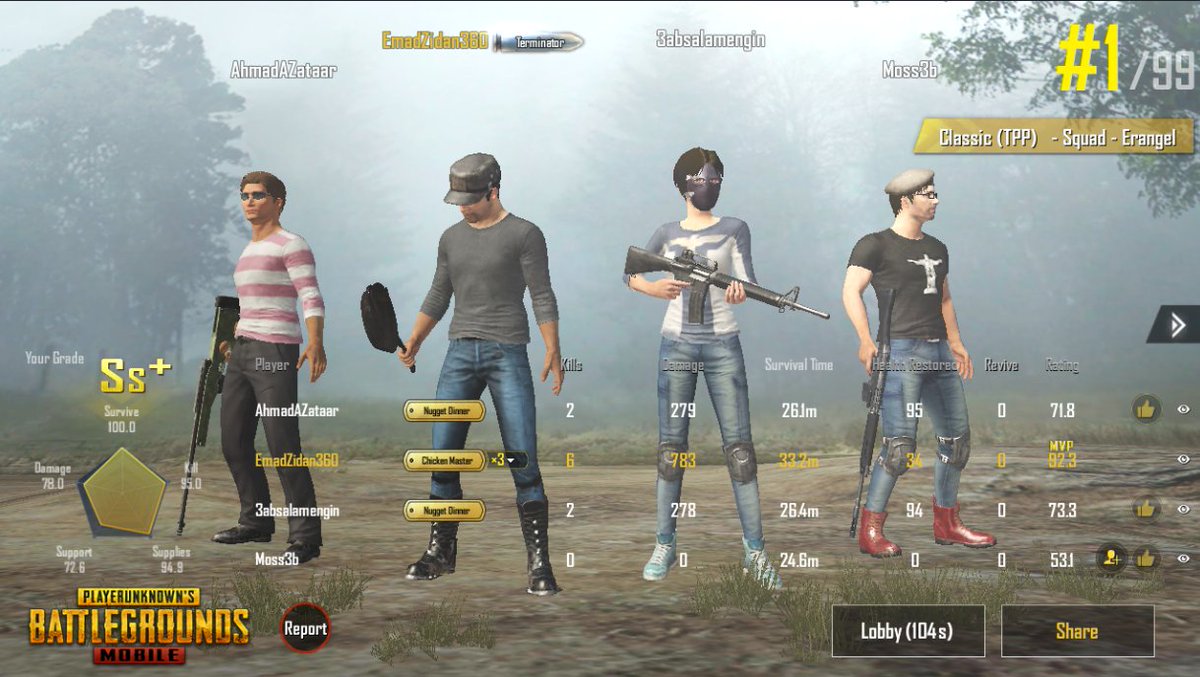 EmadZidan360 Terminator
3absalamengin
AhmadAZataar
Moss3b
#1/99
Classic (TPP) - Squad - Erangel
Your Grade
Ss+
Player Kills Damage Survival Time Health Restored Revive Rating
Survive
100.0
Damage
78.0
Kill
95.0
Support
72.6
Supplies
94.9
AhmadAZataar Nugget Dinner 2 279 26.1m 95 0 71.8
MVP
EmadZidan360 Chicken Master ×3 6 783 33.2m 34 0 92.3
3absalamengin Nugget Dinner 2 278 26.4m 94 0 73.3
Moss3b 0 0 24.6m 0 0 53.1
PLAYERUNKNOWN'S
BATTLEGROUNDS
MOBILE
Report
Lobby (104s)
Share